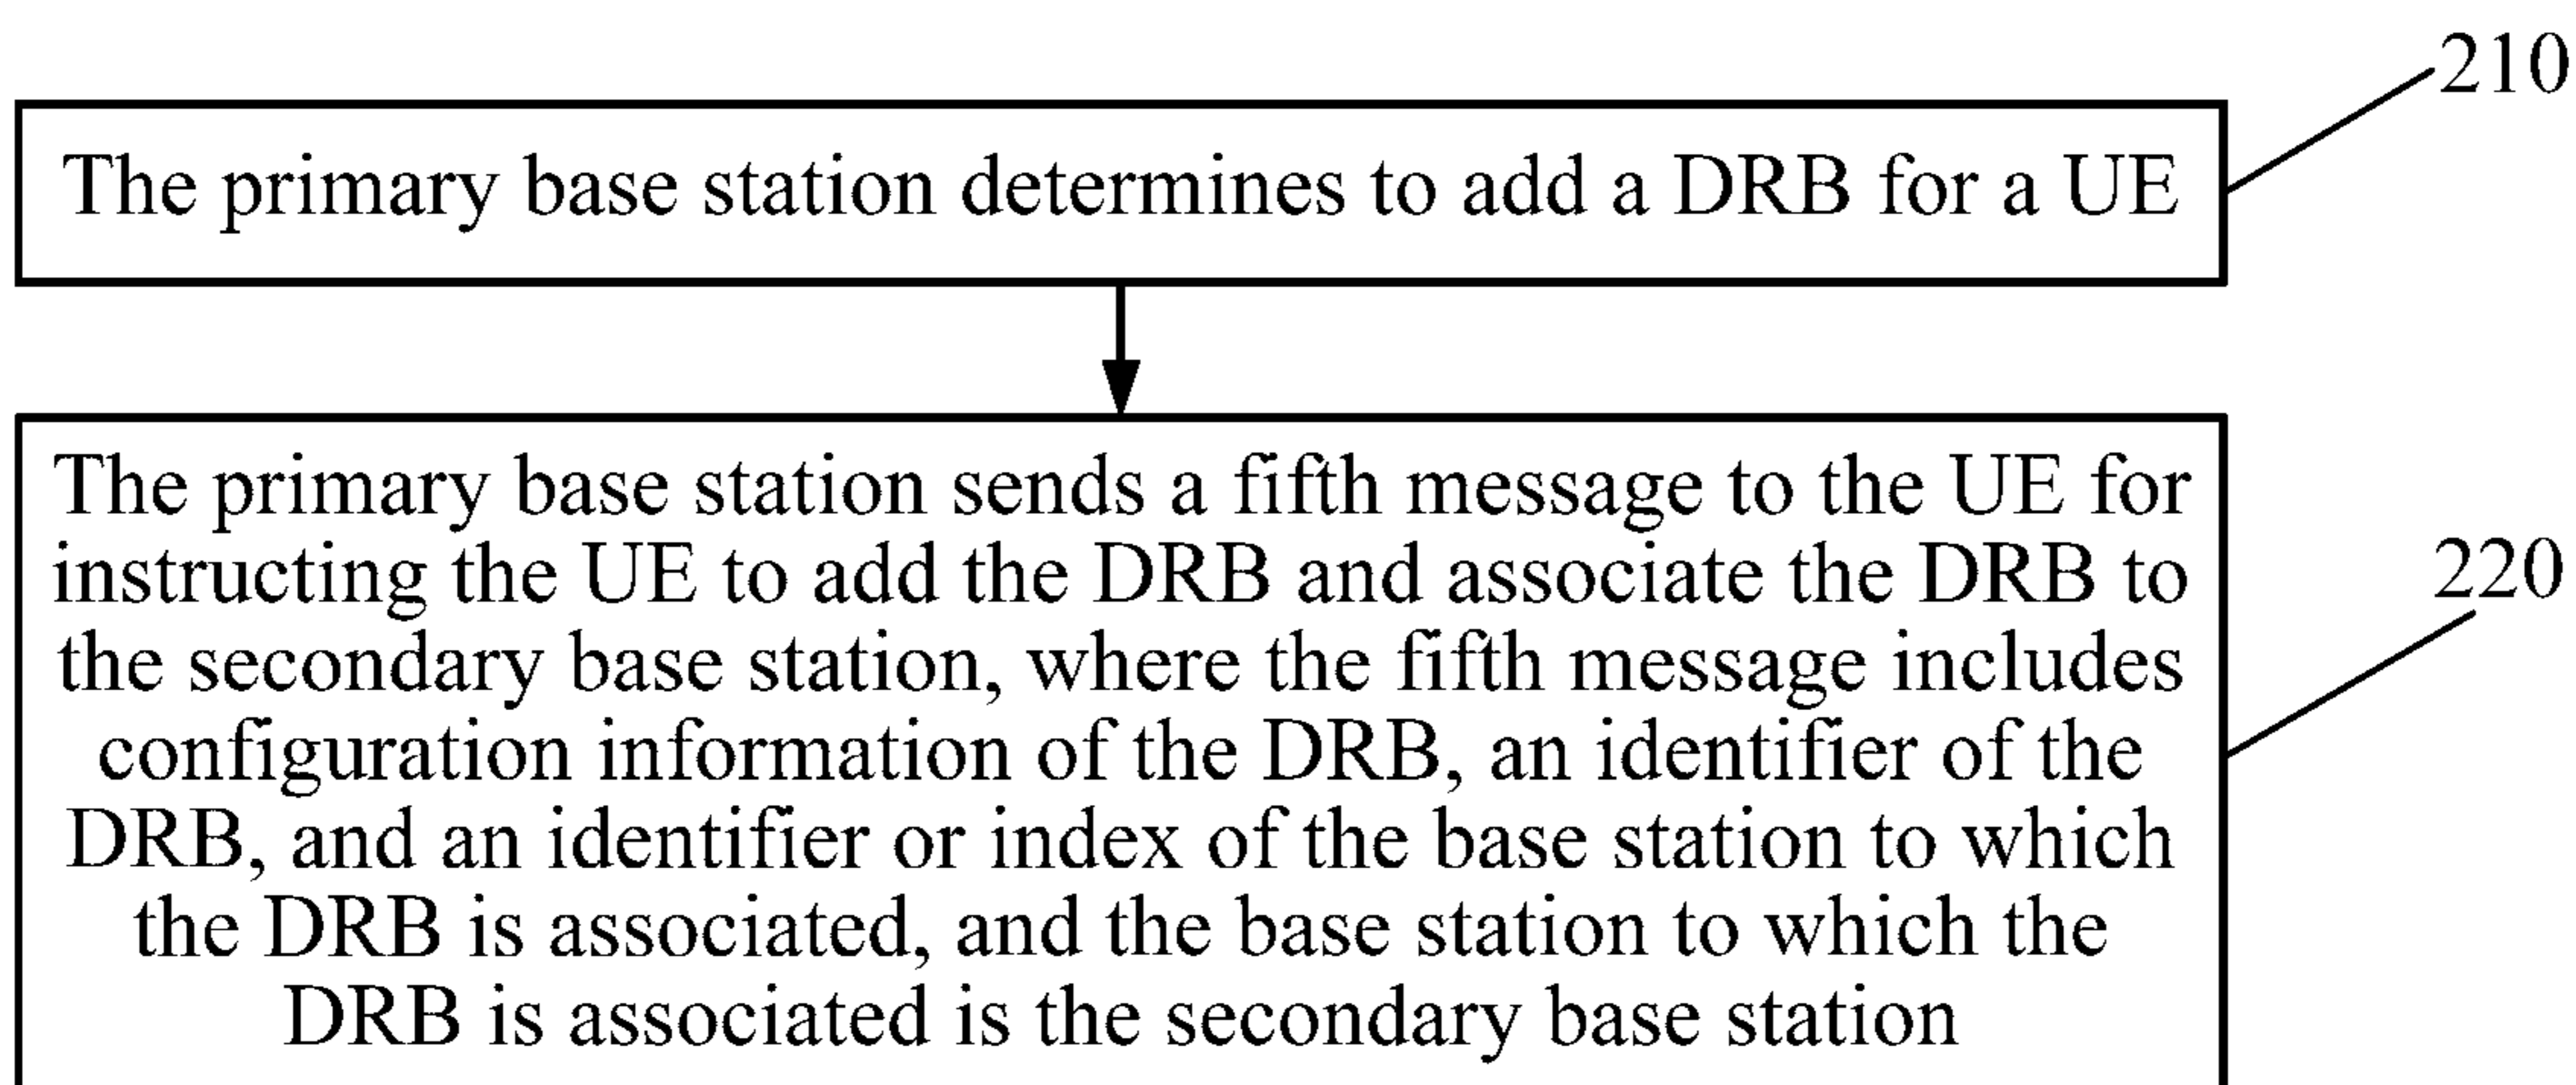 210
The primary base station determines to add a DRB for a UE
The primary base station sends a fifth message to the UE for
instructing the UE to add the DRB and associate the DRB to
the secondary base station, where the fifth message includes
configuration information of the DRB, an identifier of the
DRB, and an identifier or index of the base station to which
the DRB is associated, and the base station to which the
DRB is associated is the secondary base station
220